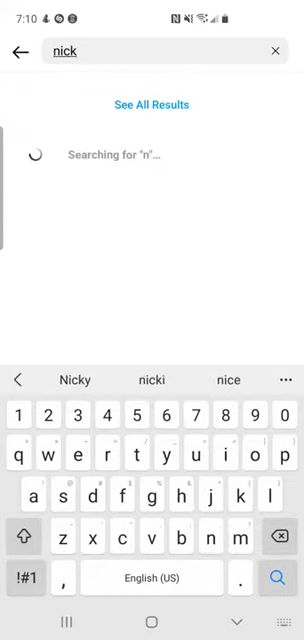 7:10
nick
See All Results
Searching for "n"...
Nicky nicki nice
1 2 3 4 5 6 7 8 9 0
q w e r t y u i o p
a s d f g h j k l
z x c v b n m
!#1 , English (US) .